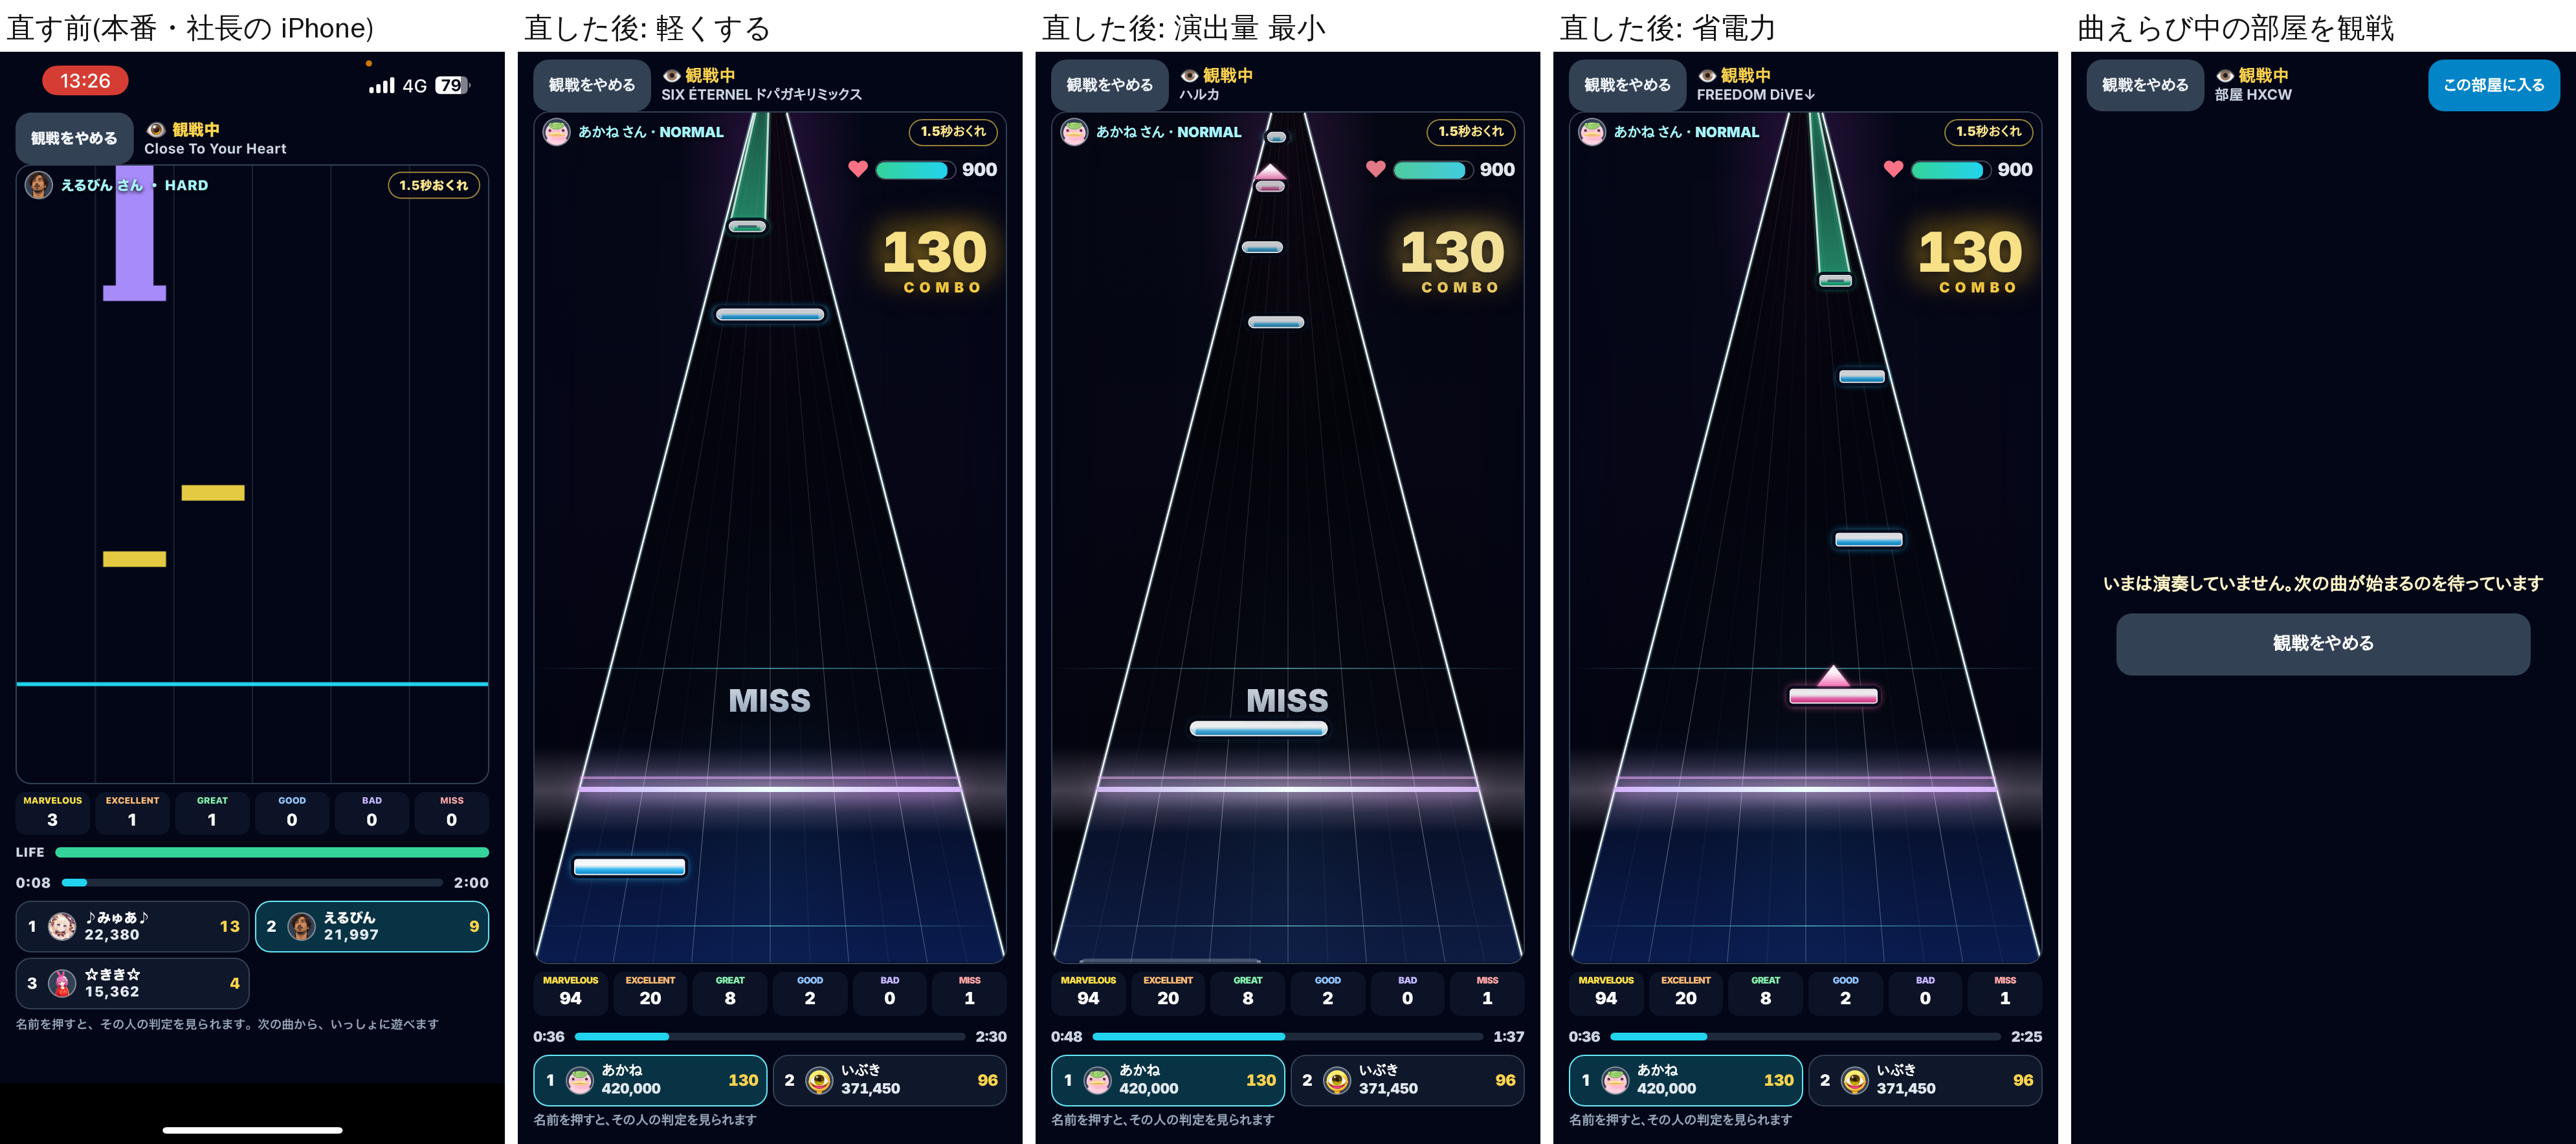 直す前(本番・社長の iPhone)
13:26
4G 79
観戦をやめる
観戦中
Close To Your Heart
えるびん さん ・ HARD
1.5秒おくれ
MARVELOUS EXCELLENT GREAT GOOD BAD MISS
3 1 1 0 0 0
LIFE
0:08 2:00
1 ♪みゅあ♪ 22,380 13
2 えるびん 21,997 9
3 ☆きき☆ 15,362 4
名前を押すと、その人の判定を見られます。次の曲から、いっしょに遊べます
直した後: 軽くする
観戦をやめる
観戦中
SIX ÉTERNEL ドパガキリミックス
あかね さん · NORMAL
1.5秒おくれ
900
130
COMBO
MISS
MARVELOUS EXCELLENT GREAT GOOD BAD MISS
94 20 8 2 0 1
0:36 2:30
1 あかね 420,000 130
2 いぶき 371,450 96
名前を押すと、その人の判定を見られます
直した後: 演出量 最小
観戦をやめる
観戦中
ハルカ
あかね さん · NORMAL
1.5秒おくれ
900
130
COMBO
MISS
MARVELOUS EXCELLENT GREAT GOOD BAD MISS
94 20 8 2 0 1
0:48 1:37
1 あかね 420,000 130
2 いぶき 371,450 96
名前を押すと、その人の判定を見られます
直した後: 省電力
観戦をやめる
観戦中
FREEDOM DiVE↓
あかね さん · NORMAL
1.5秒おくれ
900
130
COMBO
MARVELOUS EXCELLENT GREAT GOOD BAD MISS
94 20 8 2 0 1
0:36 2:25
1 あかね 420,000 130
2 いぶき 371,450 96
名前を押すと、その人の判定を見られます
曲えらび中の部屋を観戦
観戦をやめる
観戦中
部屋 HXCW
この部屋に入る
いまは演奏していません。次の曲が始まるのを待っています
観戦をやめる